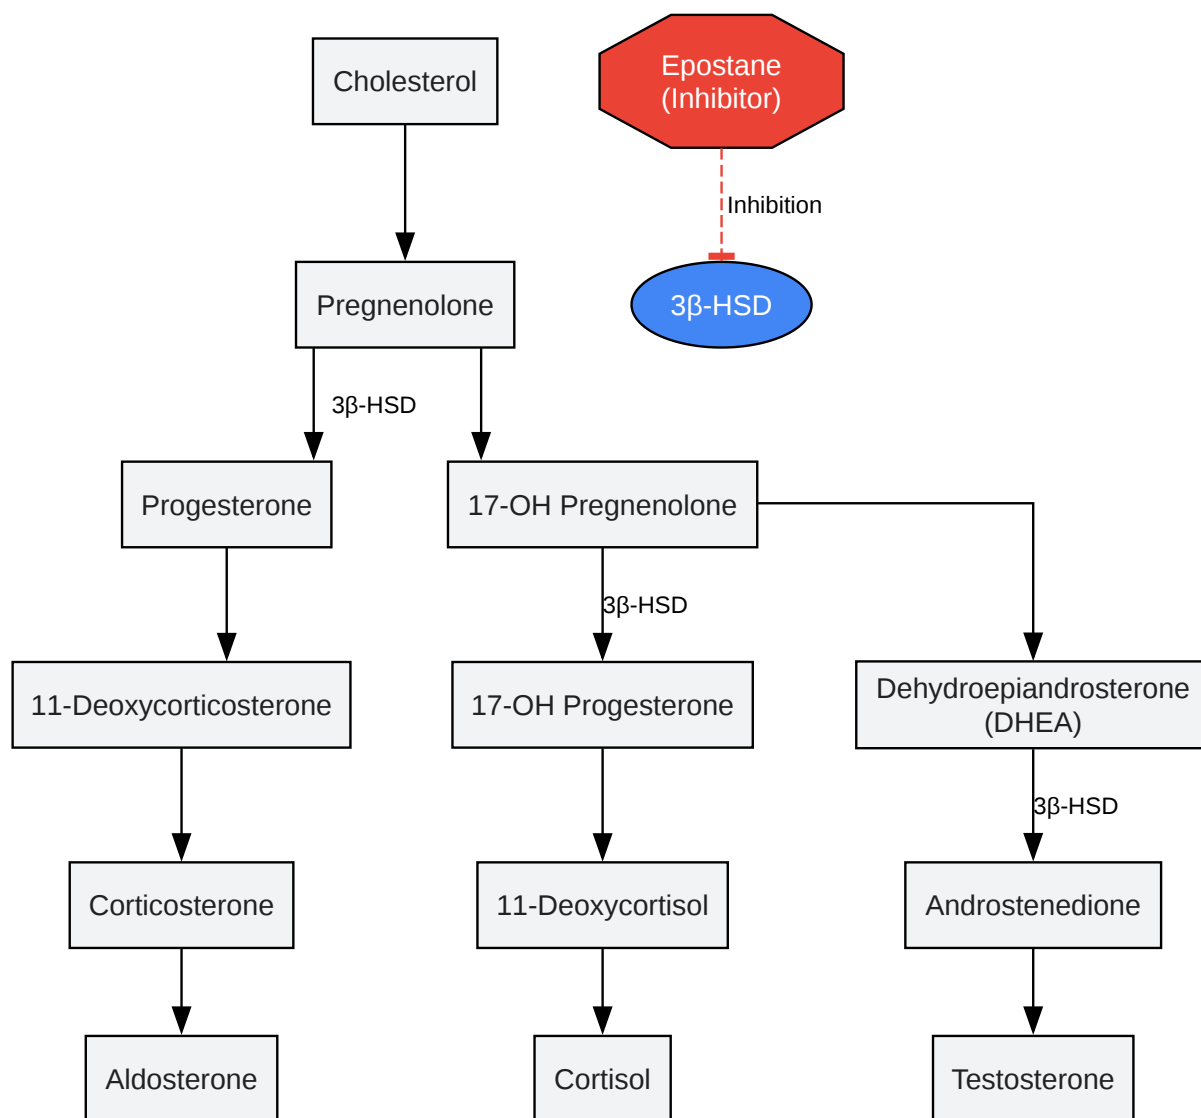 Cholesterol
Epostane
(Inhibitor)
Inhibition
Pregnenolone
3β-HSD
3β-HSD
Progesterone
17-OH Pregnenolone
3β-HSD
11-Deoxycorticosterone
17-OH Progesterone
Dehydroepiandrosterone
(DHEA)
3β-HSD
Corticosterone
11-Deoxycortisol
Androstenedione
Aldosterone
Cortisol
Testosterone